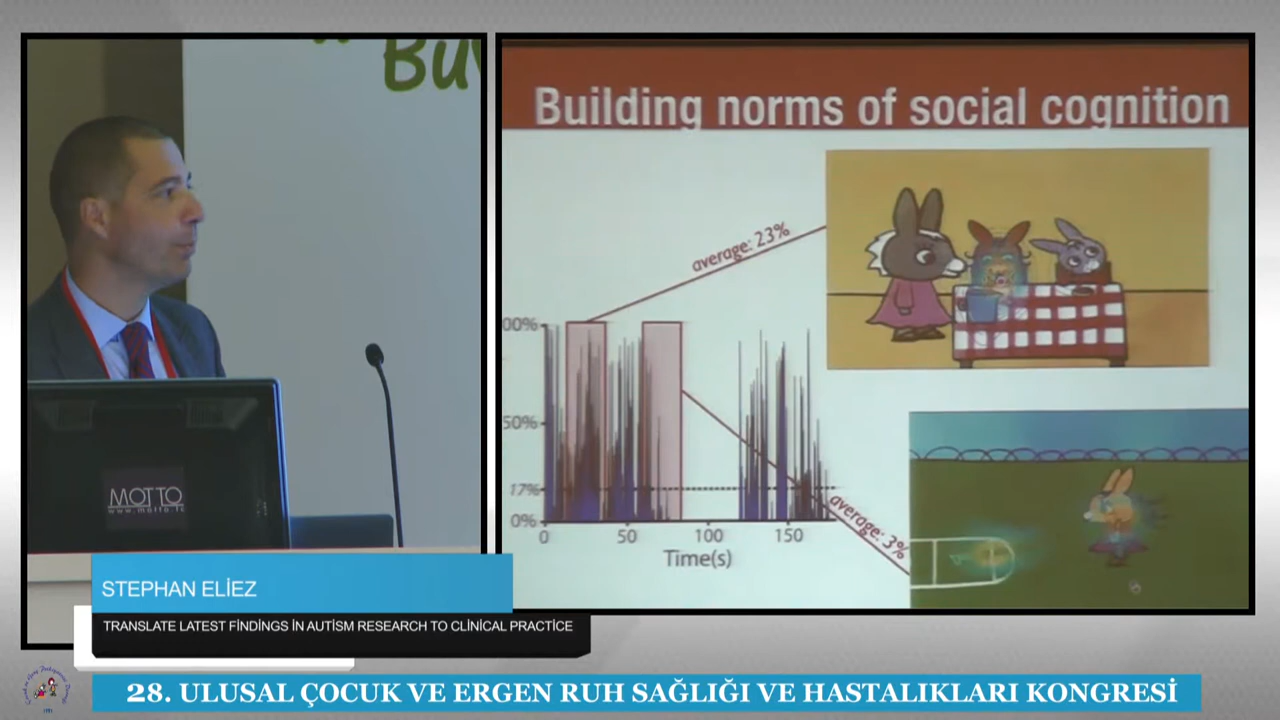 Bu
Building norms of social cognition
average: 23%
00%
50%
17%
0%
0
50
100
150
Time(s)
average: 3%
MOTTO
www.motto.tc
STEPHAN ELİEZ
TRANSLATE LATEST FİNDİNGS İN AUTİSM RESEARCH TO CLİNİCAL PRACTİCE
28. ULUSAL ÇOCUK VE ERGEN RUH SAĞLIĞI VE HASTALIKLARI KONGRESİ